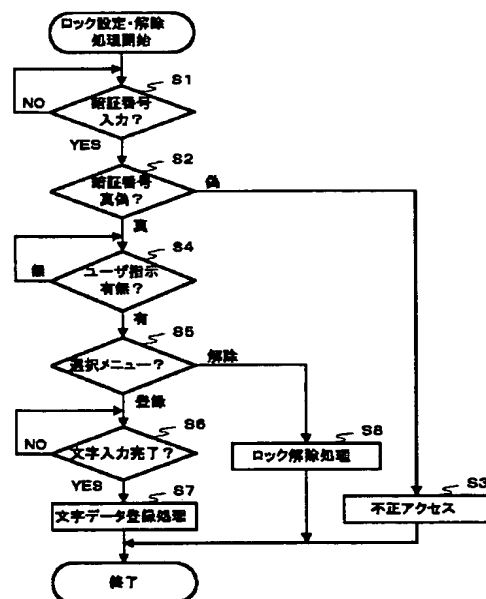 ロック設定・解除
処理開始
S1
暗証番号
入力？
NO
YES
S2
暗証番号
真偽？
偽
真
S4
ユーザ指示
有無？
無
有
S5
選択メニュー？
解除
登録
S6
文字入力完了？
NO
YES
S8
ロック解除処理
S7
文字データ登録処理
S3
不正アクセス
終了